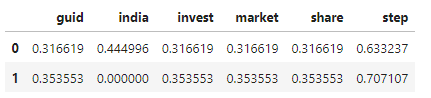 guid india invest market share step
0 0.316619 0.444996 0.316619 0.316619 0.316619 0.633237
1 0.353553 0.000000 0.353553 0.353553 0.353553 0.707107